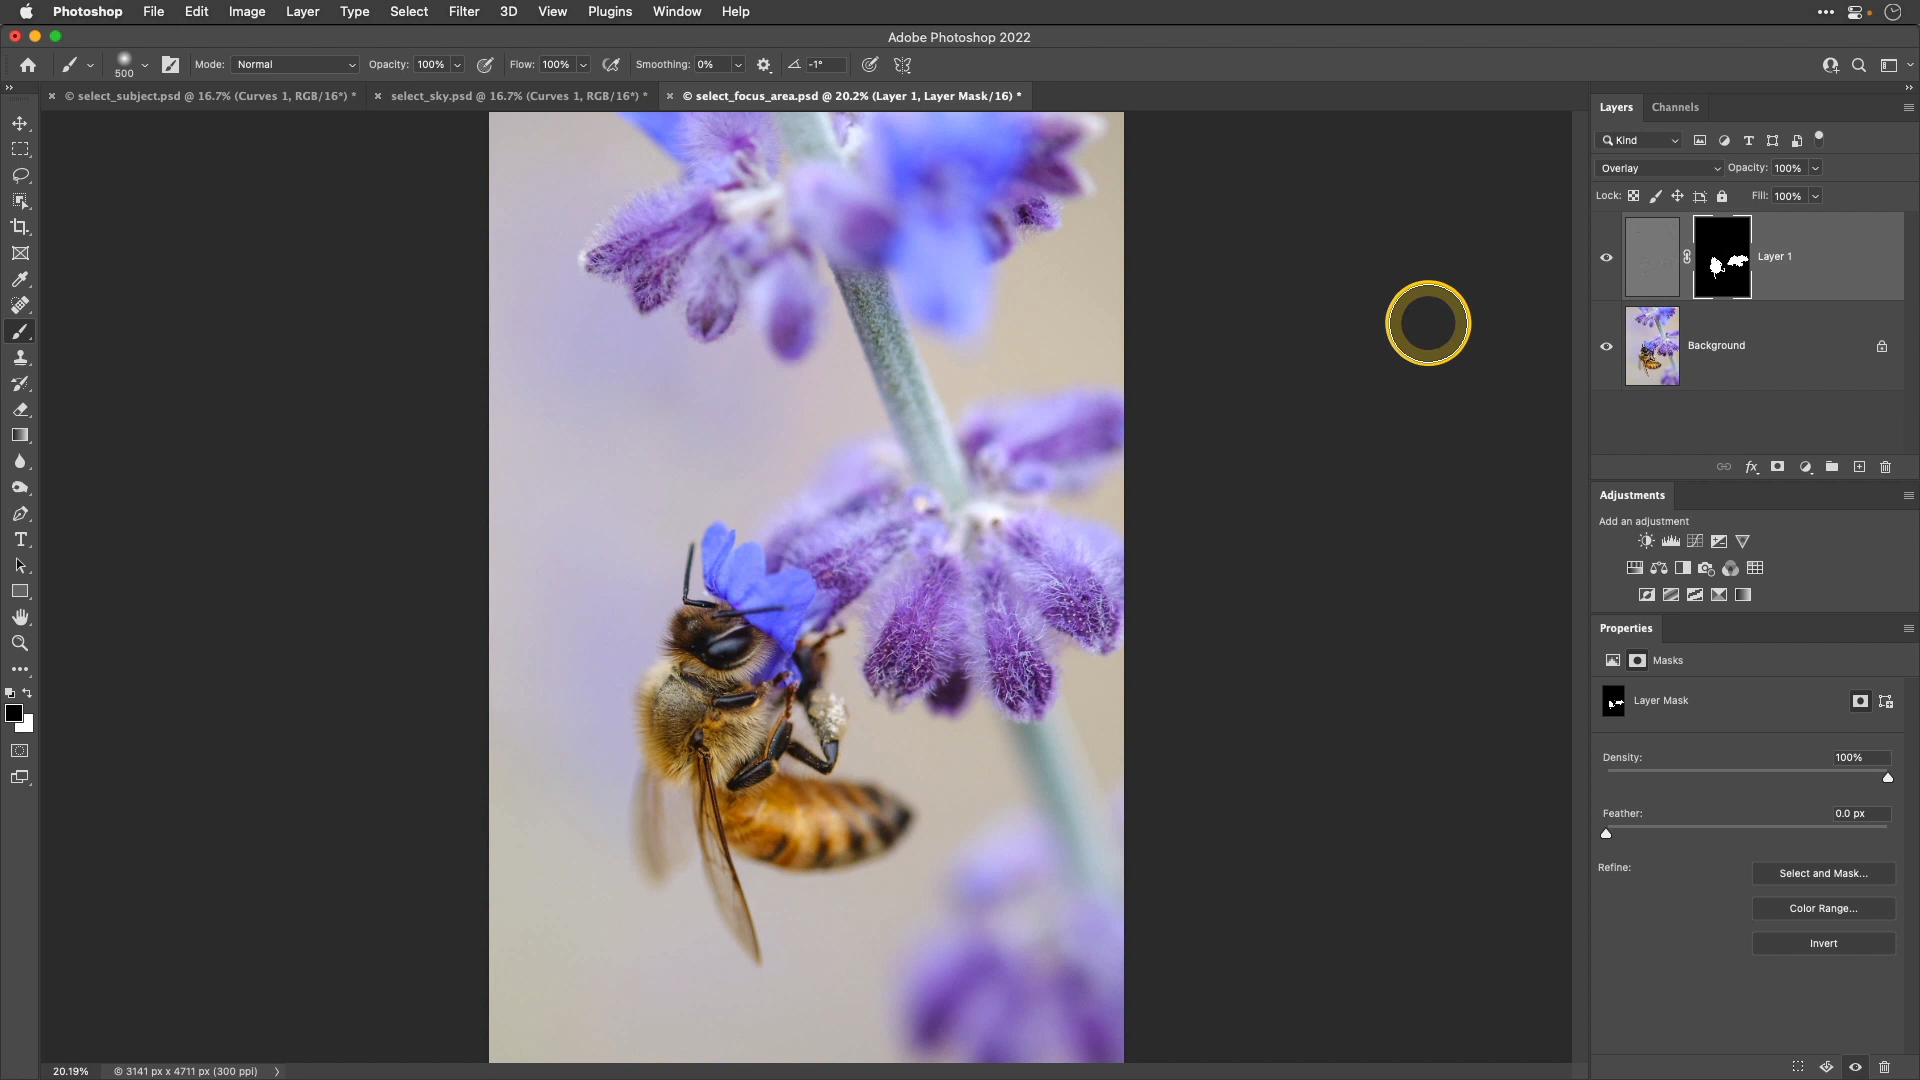 Photoshop File Edit Image Layer Type Select Filter 3D View Plugins Window Help
Adobe Photoshop 2022
500 Mode: Normal Opacity: 100% Flow: 100% Smoothing: 0% -1°
© select_subject.psd @ 16.7% (Curves 1, RGB/16*) * select_sky.psd @ 16.7% (Curves 1, RGB/16*) * © select_focus_area.psd @ 20.2% (Layer 1, Layer Mask/16) *
Layers Channels
Kind
Overlay Opacity: 100%
Lock: Fill: 100%
Layer 1
Background
Adjustments
Add an adjustment
Properties
Masks
Layer Mask
Density: 100%
Feather: 0.0 px
Refine: Select and Mask...
Color Range...
Invert
20.19% © 3141 px x 4711 px (300 ppi)